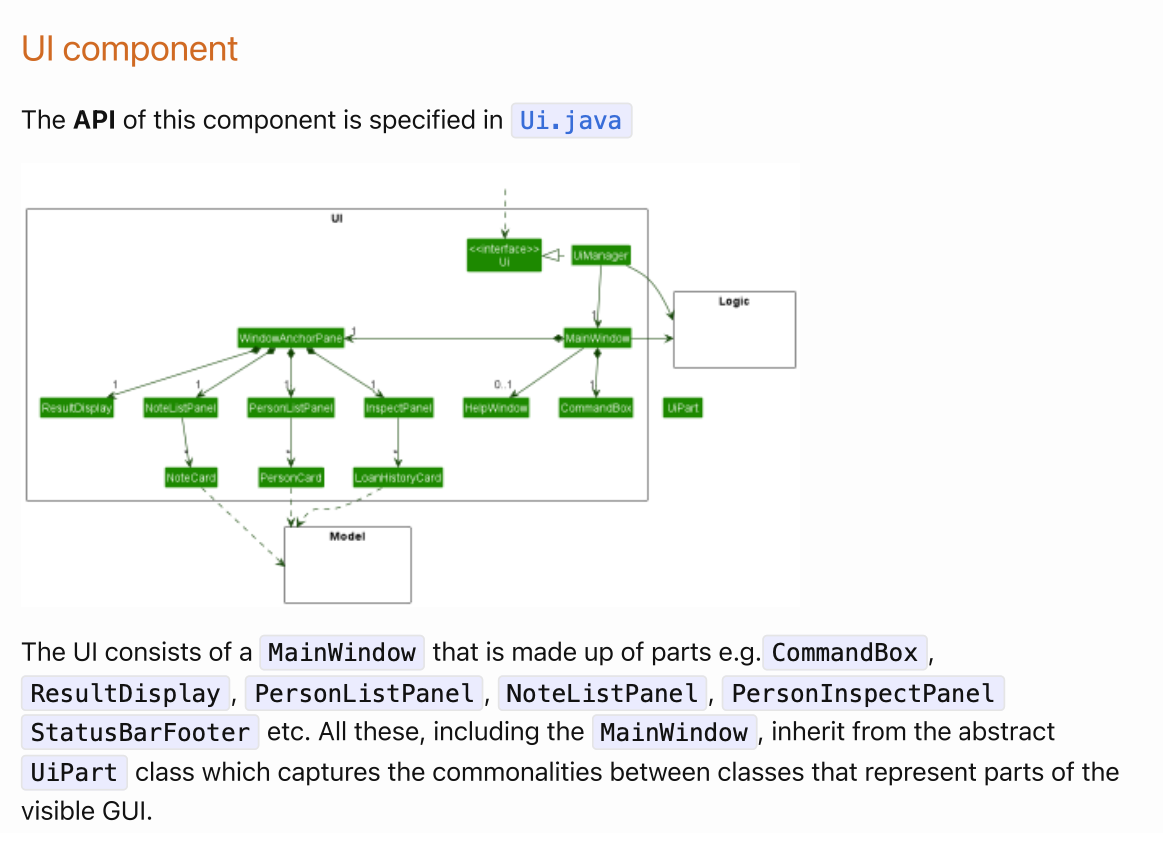 UI component
The API of this component is specified in Ui.java
UI
<<interface>>
Ui
UiManager
Logic
1
1
WindowAnchorPane
MainWindow
1
1
1
1
0..1
1
ResultDisplay
NoteListPanel
PersonListPanel
InspectPanel
HelpWindow
CommandBox
UiPart
*
*
*
NoteCard
PersonCard
LoanHistoryCard
Model
The UI consists of a MainWindow that is made up of parts e.g. CommandBox,
ResultDisplay, PersonListPanel, NoteListPanel, PersonInspectPanel
StatusBarFooter etc. All these, including the MainWindow, inherit from the abstract
UiPart class which captures the commonalities between classes that represent parts of the
visible GUI.